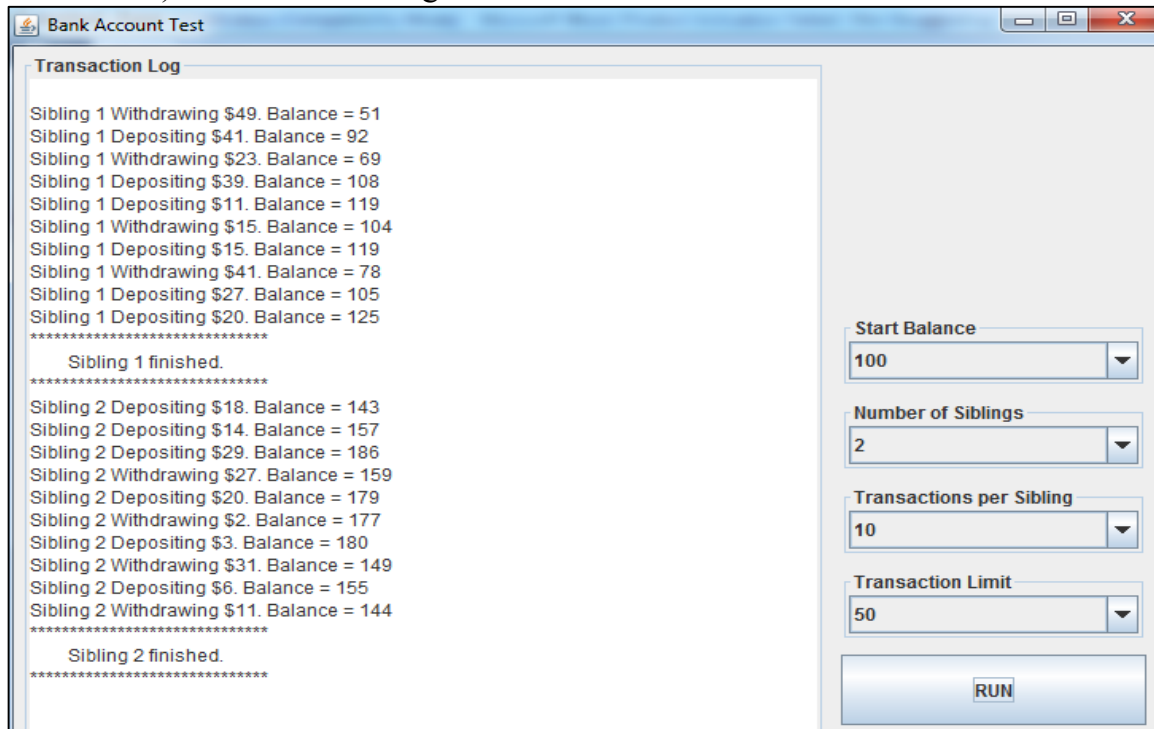 Bank Account Test
Transaction Log
Sibling 1 Withdrawing $49. Balance = 51
Sibling 1 Depositing $41. Balance = 92
Sibling 1 Withdrawing $23. Balance = 69
Sibling 1 Depositing $39. Balance = 108
Sibling 1 Depositing $11. Balance = 119
Sibling 1 Withdrawing $15. Balance = 104
Sibling 1 Depositing $15. Balance = 119
Sibling 1 Withdrawing $41. Balance = 78
Sibling 1 Depositing $27. Balance = 105
Sibling 1 Depositing $20. Balance = 125
******************************
Sibling 1 finished.
******************************
Sibling 2 Depositing $18. Balance = 143
Sibling 2 Depositing $14. Balance = 157
Sibling 2 Depositing $29. Balance = 186
Sibling 2 Withdrawing $27. Balance = 159
Sibling 2 Depositing $20. Balance = 179
Sibling 2 Withdrawing $2. Balance = 177
Sibling 2 Depositing $3. Balance = 180
Sibling 2 Withdrawing $31. Balance = 149
Sibling 2 Depositing $6. Balance = 155
Sibling 2 Withdrawing $11. Balance = 144
******************************
Sibling 2 finished.
******************************
Start Balance
100
Number of Siblings
2
Transactions per Sibling
10
Transaction Limit
50
RUN